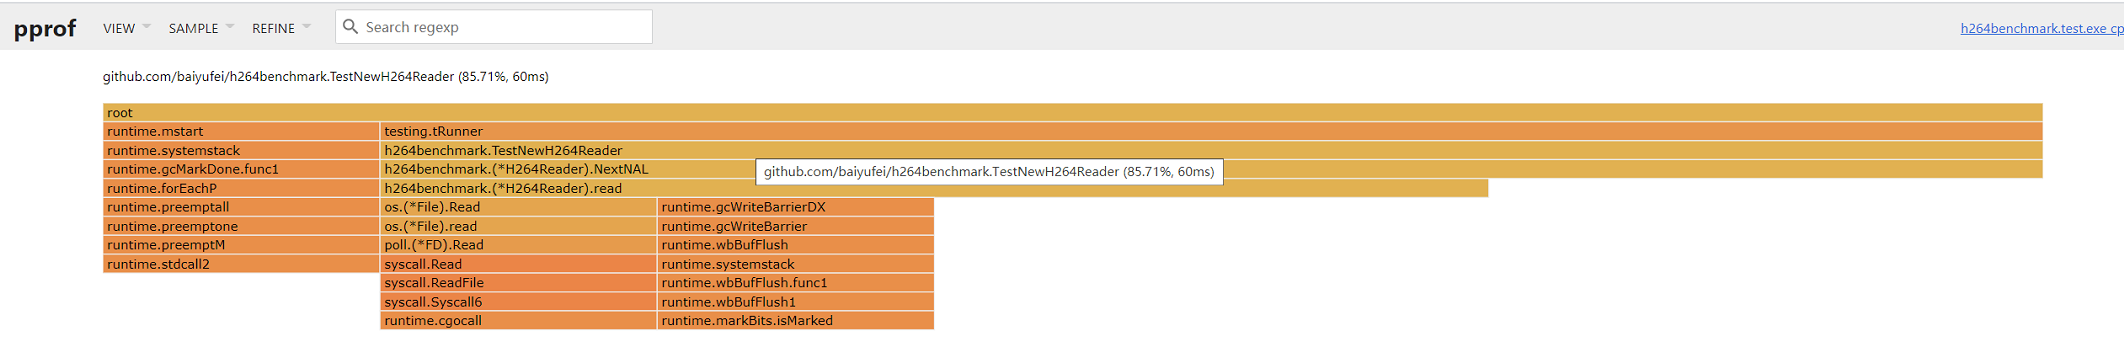 pprof VIEW SAMPLE REFINE Search regexp h264benchmark.test.exe cp
github.com/baiyufei/h264benchmark.TestNewH264Reader (85.71%, 60ms)
root
runtime.mstart testing.tRunner
runtime.systemstack h264benchmark.TestNewH264Reader
runtime.gcMarkDone.func1 h264benchmark.(*H264Reader).NextNAL
github.com/baiyufei/h264benchmark.TestNewH264Reader (85.71%, 60ms)
runtime.forEachP h264benchmark.(*H264Reader).read
runtime.preemptall os.(*File).Read runtime.gcWriteBarrierDX
runtime.preemptone os.(*File).read runtime.gcWriteBarrier
runtime.preemptM poll.(*FD).Read runtime.wbBufFlush
runtime.stdcall2 syscall.Read runtime.systemstack
syscall.ReadFile runtime.wbBufFlush.func1
syscall.Syscall6 runtime.wbBufFlush1
runtime.cgocall runtime.markBits.isMarked